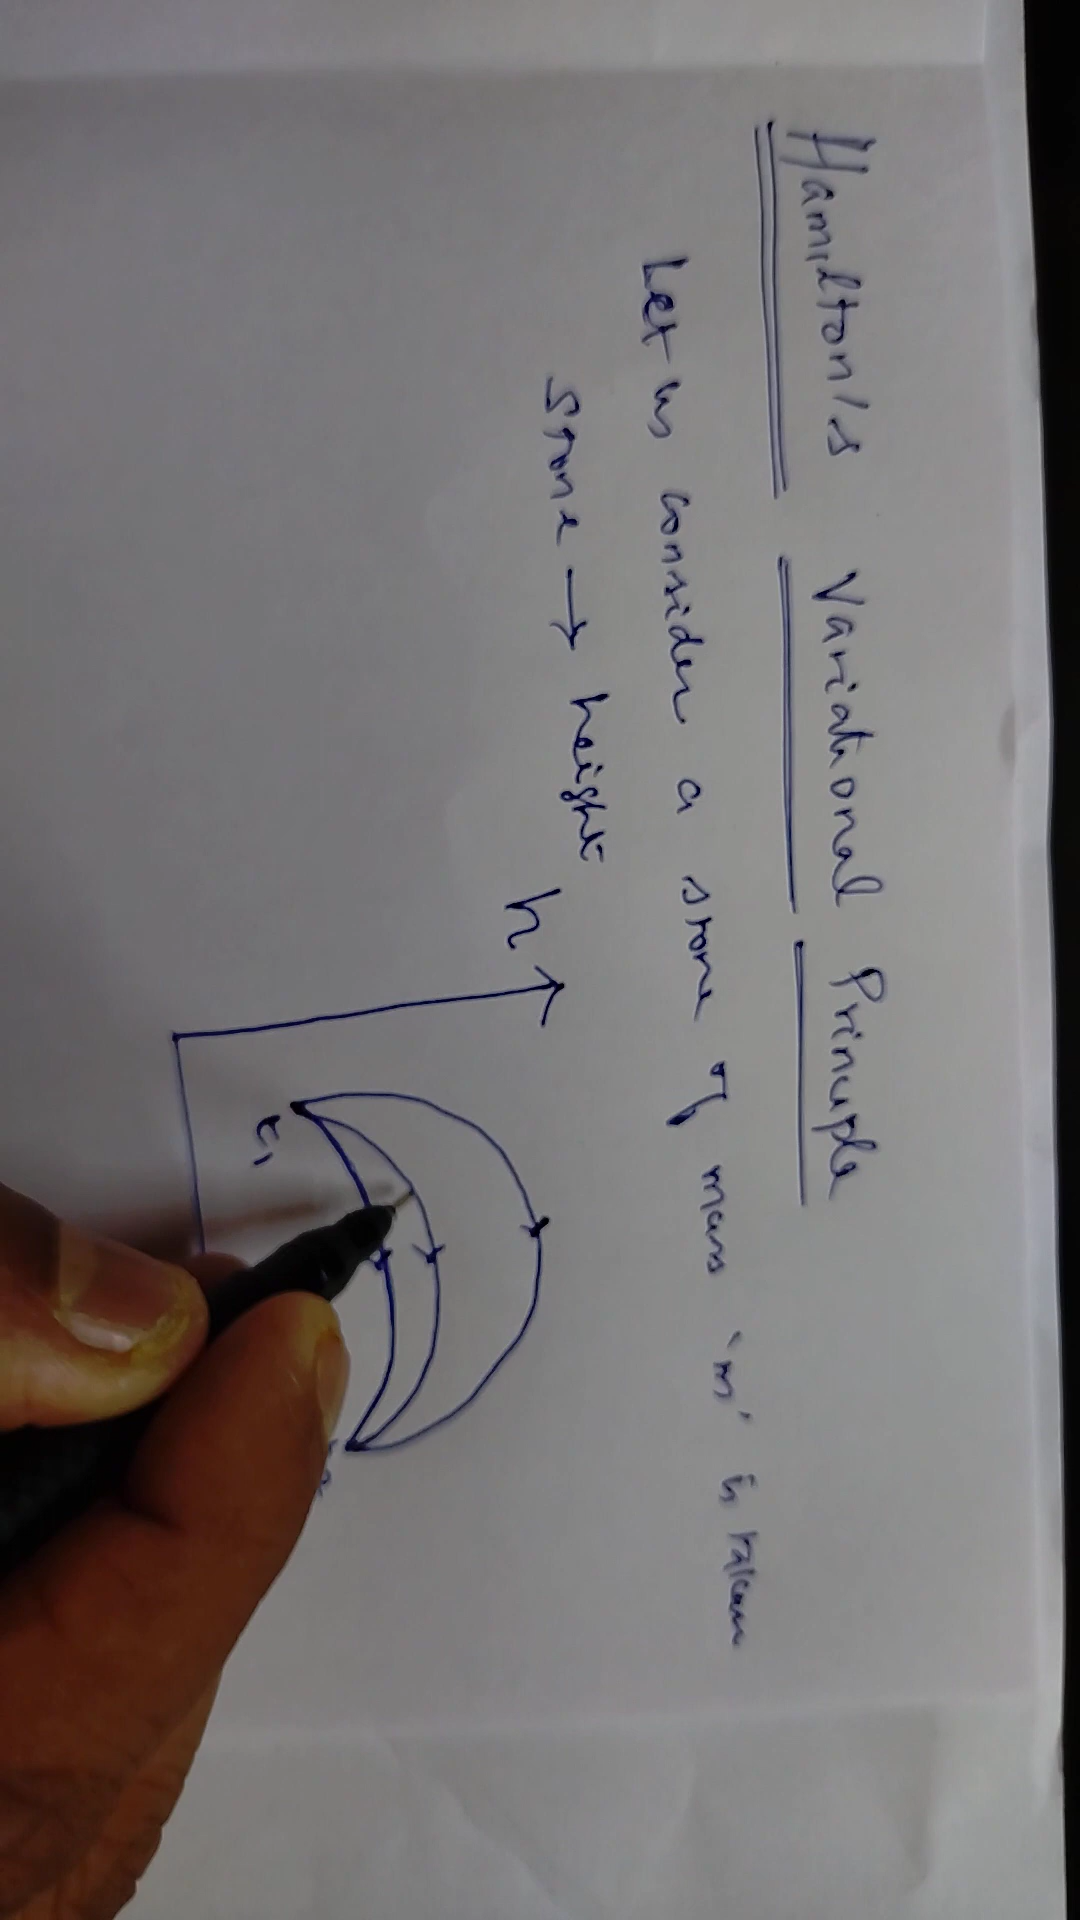 Hamilton's Variational Principle
Let us consider a stone of mass 'm' is taken
Stone → height
h
t₁